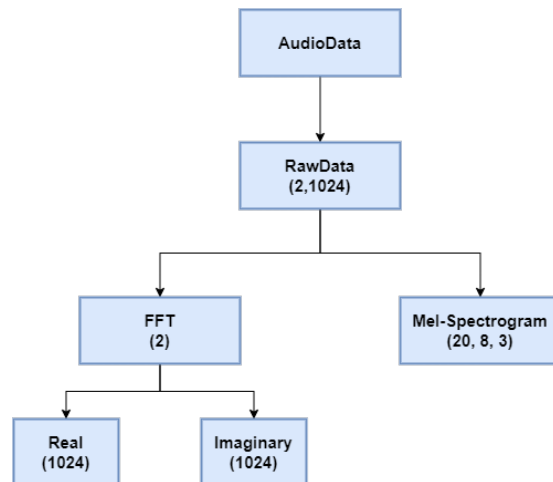 AudioData
RawData
(2,1024)
FFT
(2)
Mel-Spectrogram
(20, 8, 3)
Real
(1024)
Imaginary
(1024)